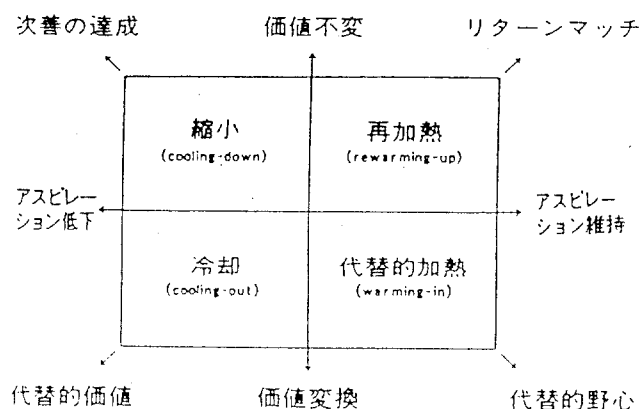 次善の達成 価値不変 リターンマッチ
縮小 再加熱
(cooling-down) (rewarming-up)
アスピレー アスピレー
ション低下 ション維持
冷却 代替的加熱
(cooling-out) (warming-in)
代替的価値 価値変換 代替的野心